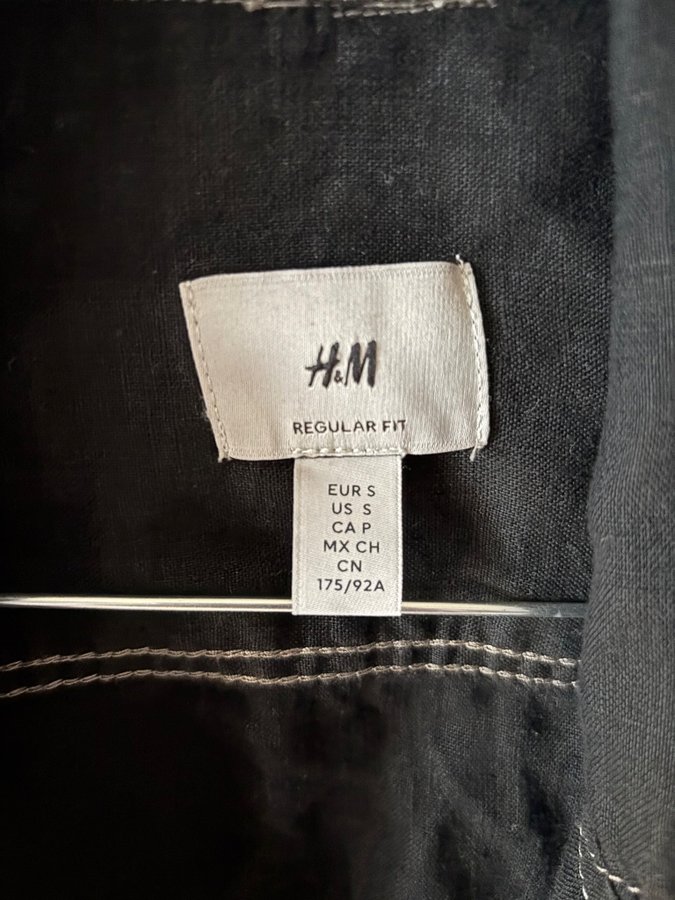 H&M
REGULAR FIT
EUR S
US S
CA P
MX CH
CN
175/92A